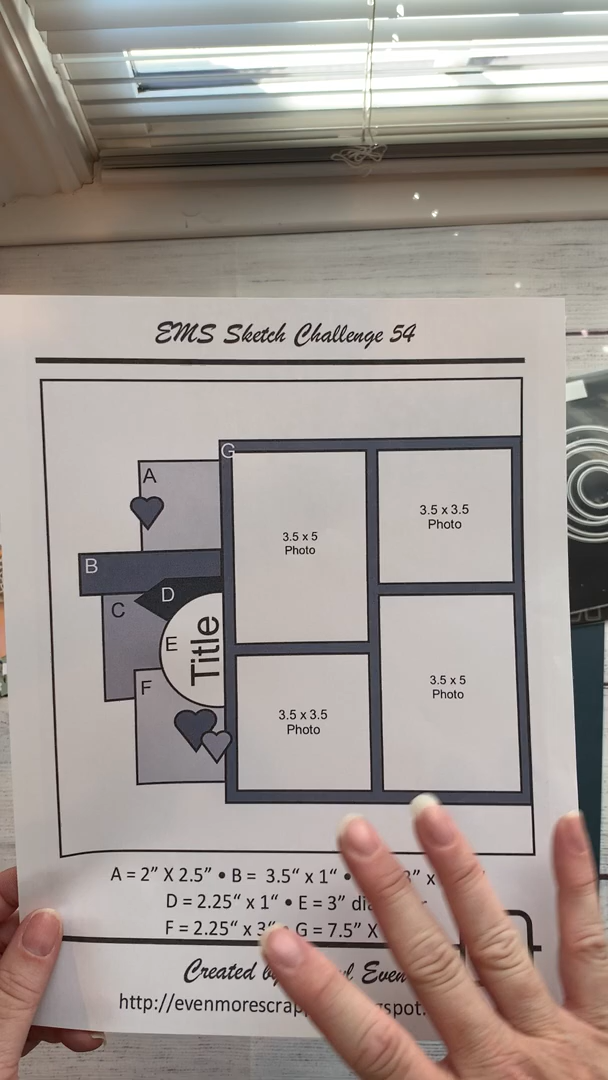 EMS Sketch Challenge 54
G
A
3.5 x 5
Photo
3.5 x 3.5
Photo
B
D
C
E
Title
F
3.5 x 5
Photo
3.5 x 3.5
Photo
A = 2” X 2.5” • B = 3.5“ x 1“ • x
D = 2.25“ x 1“ • E = 3”
F = 2.25“ x 3“ • G = 7.5” X
Created